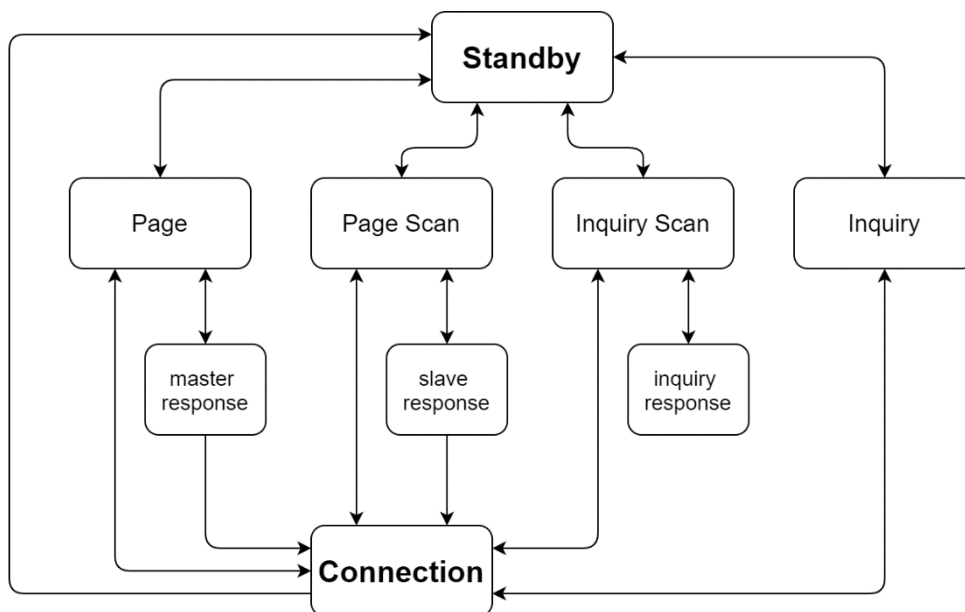 Standby
Page
Page Scan
Inquiry Scan
Inquiry
master
response
slave
response
inquiry
response
Connection